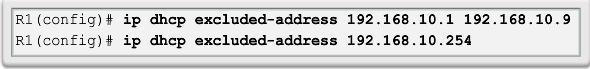 R1(config)# ip dhcp excluded-address 192.168.10.1 192.168.10.9
R1(config)# ip dhcp excluded-address 192.168.10.254